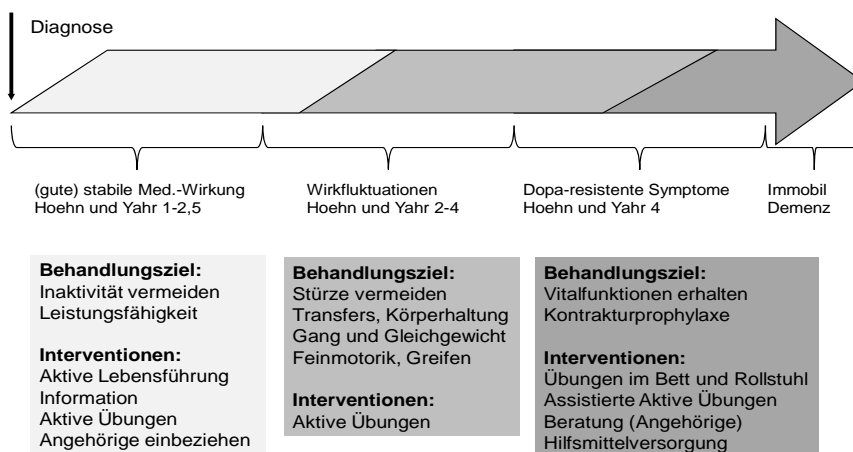 Diagnose
(gute) stabile Med.-Wirkung
Hoehn und Yahr 1-2,5
Wirkfluktuationen
Hoehn und Yahr 2-4
Dopa-resistente Symptome
Hoehn und Yahr 4
Immobil
Demenz
Behandlungsziel:
Inaktivität vermeiden
Leistungsfähigkeit
Interventionen:
Aktive Lebensführung
Information
Aktive Übungen
Angehörige einbeziehen
Behandlungsziel:
Stürze vermeiden
Transfers, Körperhaltung
Gang und Gleichgewicht
Feinmotorik, Greifen
Interventionen:
Aktive Übungen
Behandlungsziel:
Vitalfunktionen erhalten
Kontrakturprophylaxe
Interventionen:
Übungen im Bett und Rollstuhl
Assistierte Aktive Übungen
Beratung (Angehörige)
Hilfsmittelversorgung